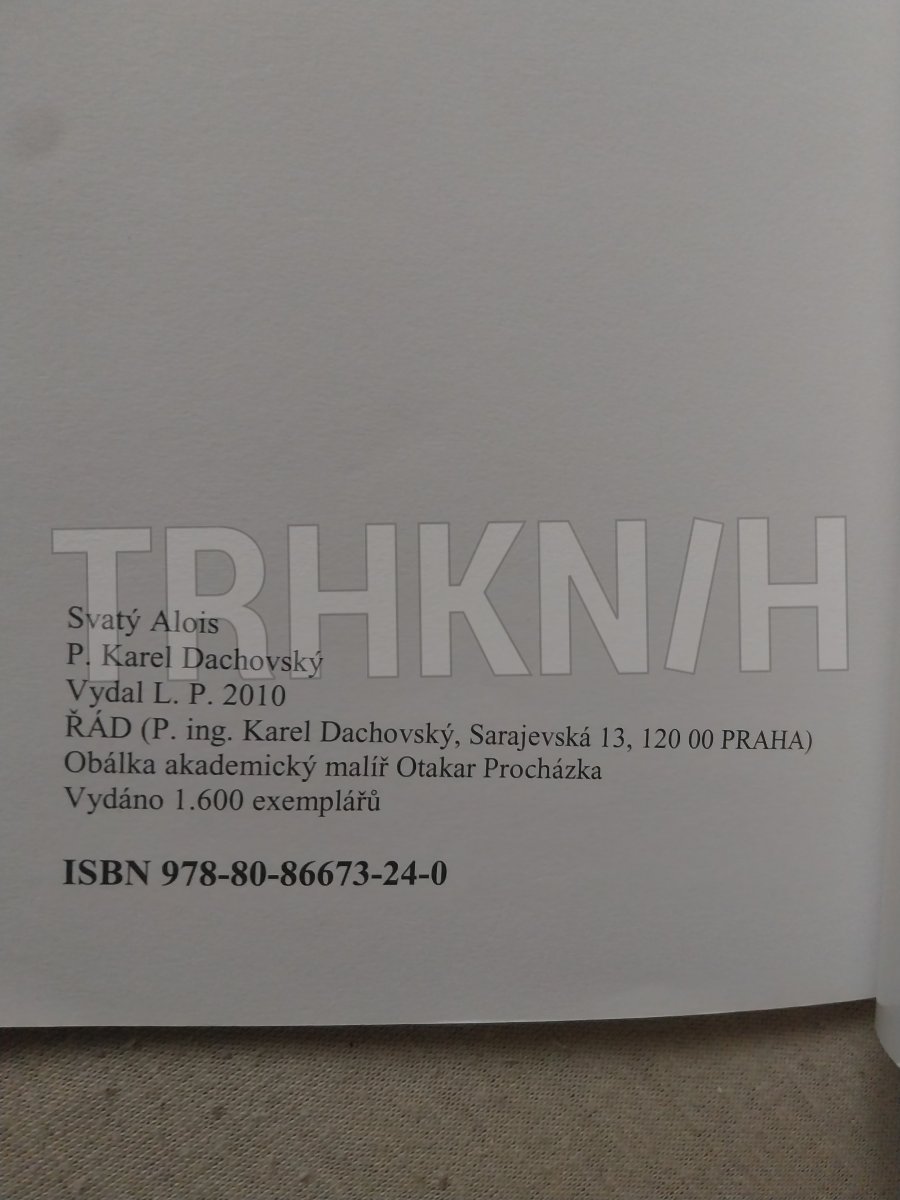 TRHKNIH
Svatý Alois
P. Karel Dachovský
Vydal L. P. 2010
ŘÁD (P. ing. Karel Dachovský, Sarajevská 13, 120 00 PRAHA)
Obálka akademický malíř Otakar Procházka
Vydáno 1.600 exemplářů
ISBN 978-80-86673-24-0